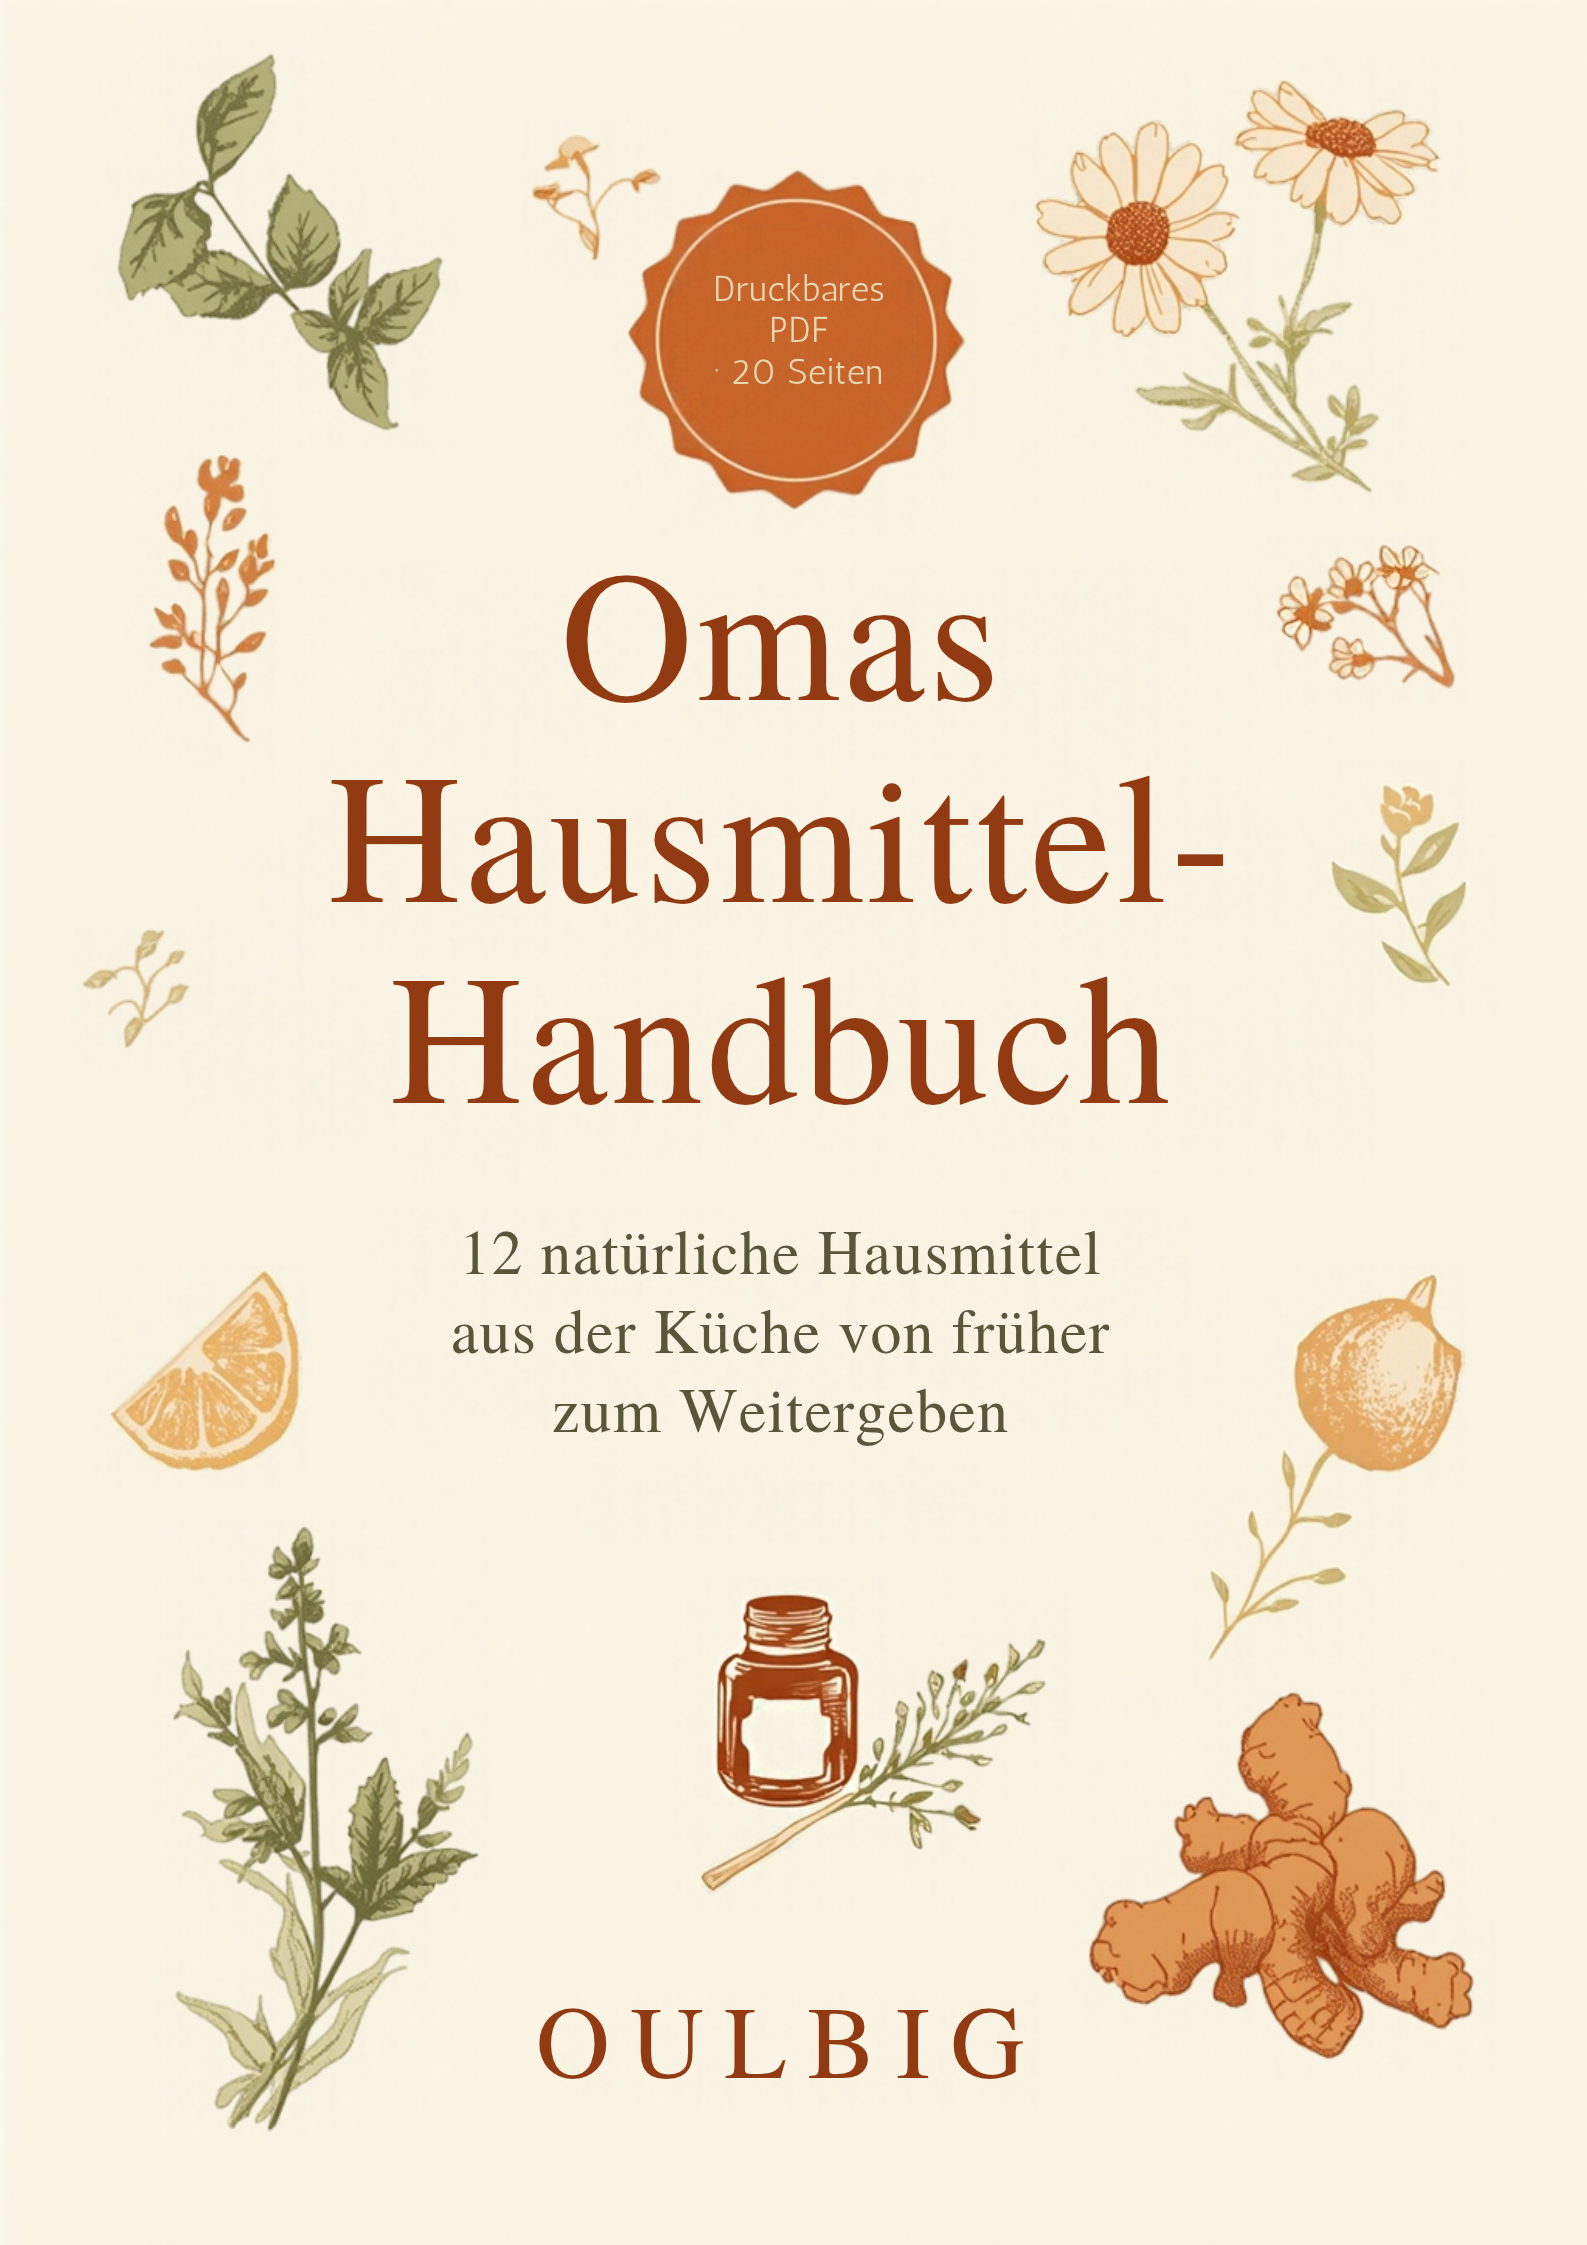 Druckbares
PDF
· 20 Seiten
Omas
Hausmittel-
Handbuch
12 natürliche Hausmittel
aus der Küche von früher
zum Weitergeben
OULBIG